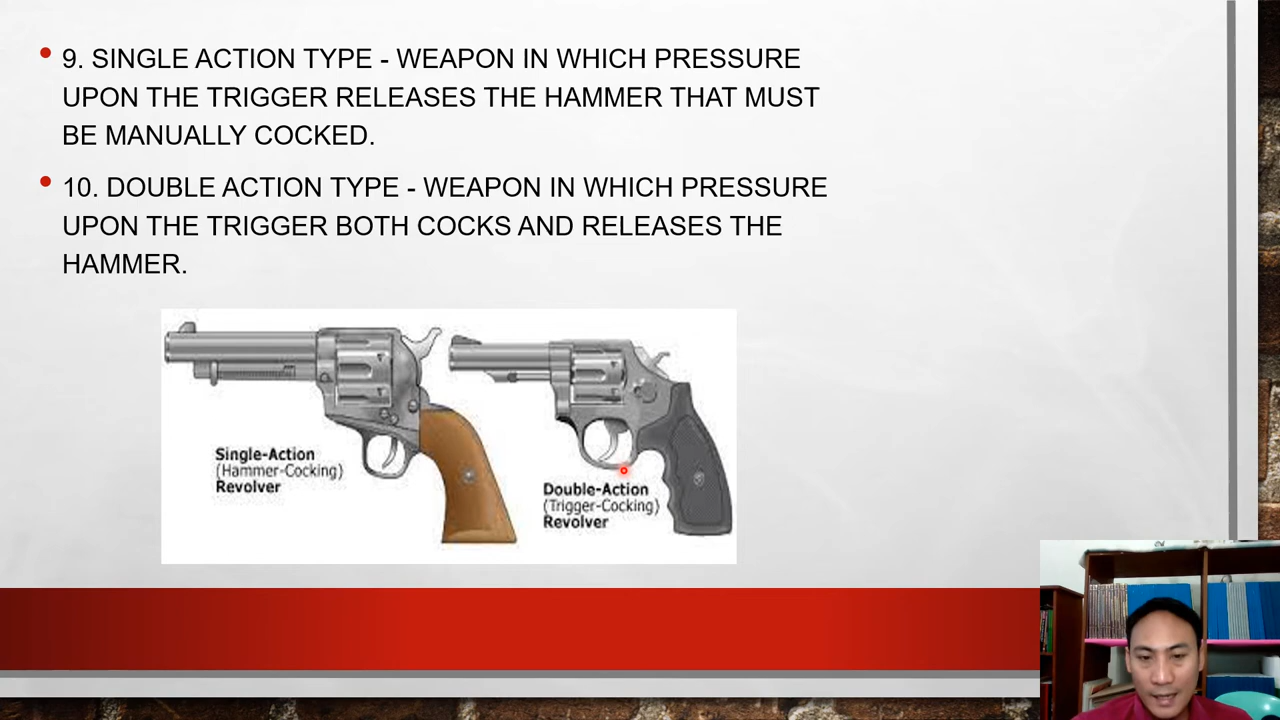 9. SINGLE ACTION TYPE - WEAPON IN WHICH PRESSURE
UPON THE TRIGGER RELEASES THE HAMMER THAT MUST
BE MANUALLY COCKED.
10. DOUBLE ACTION TYPE - WEAPON IN WHICH PRESSURE
UPON THE TRIGGER BOTH COCKS AND RELEASES THE
HAMMER.
Single-Action
(Hammer-Cocking)
Revolver
Double-Action
(Trigger-Cocking)
Revolver